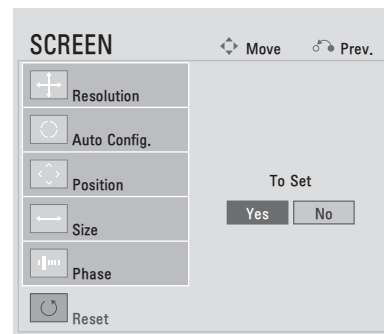 SCREEN
Move
Prev.
Resolution
Auto Config.
Position
Size
Phase
Reset
To Set
Yes No